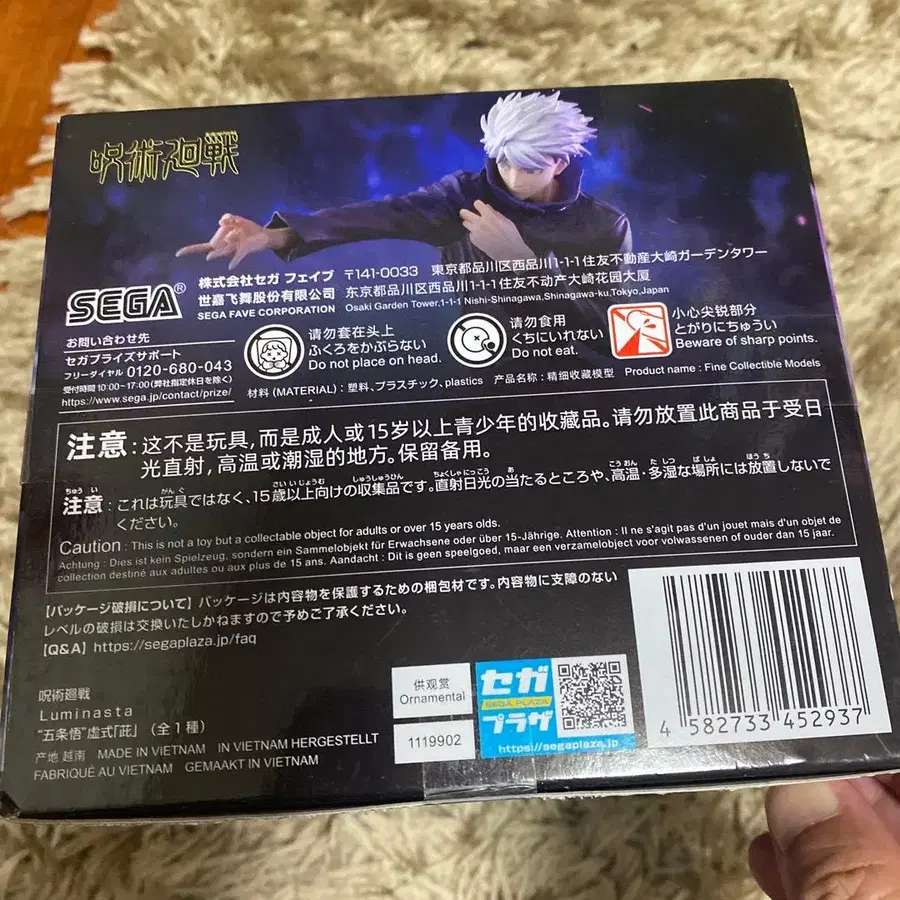 呪術廻戦
SEGA®
株式会社セガ フェイブ 〒141-0033 東京都品川区西品川1-1-1住友不動産大崎ガーデンタワー
世嘉飞舞股份有限公司 东京都品川区西品川1-1-1住友不动产大崎花园大厦
SEGA FAVE CORPORATION Osaki Garden Tower.1-1-1 Nishi-Shinagawa,Shinagawa-ku,Tokyo,Japan
お問い合わせ先
セガプライズサポート
フリーダイヤル 0120-680-043
受付時間 10:00~17:00(弊社指定休日を除く)
https://www.sega.jp/contact/prize/
请勿套在头上
ふくろをかぶらない
Do not place on head.
请勿食用
くちにいれない
Do not eat.
小心尖锐部分
とがりにちゅうい
Beware of sharp points.
材料 (MATERIAL) : 塑料、プラスチック、plastics 产品名称 : 精细收藏模型 Product name : Fine Collectible Models
注意 : 这不是玩具,而是成人或15岁以上青少年的收藏品。请勿放置此商品于受日
光直射,高温或潮湿的地方。保留备用。
注意 : これは玩具ではなく、15歳以上向けの収集品です。直射日光の当たるところや、高温・多湿な場所には放置しないで
ください。
Caution : This is not a toy but a collectable object for adults or over 15 years olds.
Achtung : Dies ist kein Spielzeug, sondern ein Sammelobjekt für Erwachsene oder über 15-Jährige. Attention : Il ne s'agit pas d'un jouet mais d'un objet de
collection destiné aux adultes ou aux plus de 15 ans. Aandacht : Dit is geen speelgoed, maar een verzamelobject voor volwassenen of ouder dan 15 jaar.
【パッケージ破損について】パッケージは内容物を保護するための梱包材です。内容物に支障のない
レベルの破損は交換いたしかねますので予めご了承ください。
【Q&A】https://segaplaza.jp/faq
呪術廻戦
Luminasta
"五条悟"虚式「茈」(全1種)
产地 越南 MADE IN VIETNAM IN VIETNAM HERGESTELLT
FABRIQUÉ AU VIETNAM GEMAAKT IN VIETNAM
供观赏
Ornamental
1119902
セガ
SEGA PLAZA
プラザ
https://segaplaza.jp/
4 582733 452937